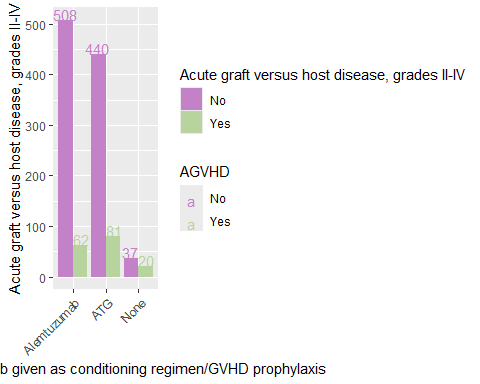 Acute graft versus host disease, grades II-IV
500
400
300
200
100
0
508
62
440
81
37
20
Alemtuzumab
ATG
None
b given as conditioning regimen/GVHD prophylaxis
Acute graft versus host disease, grades II-IV
No
Yes
AGVHD
a No
a Yes